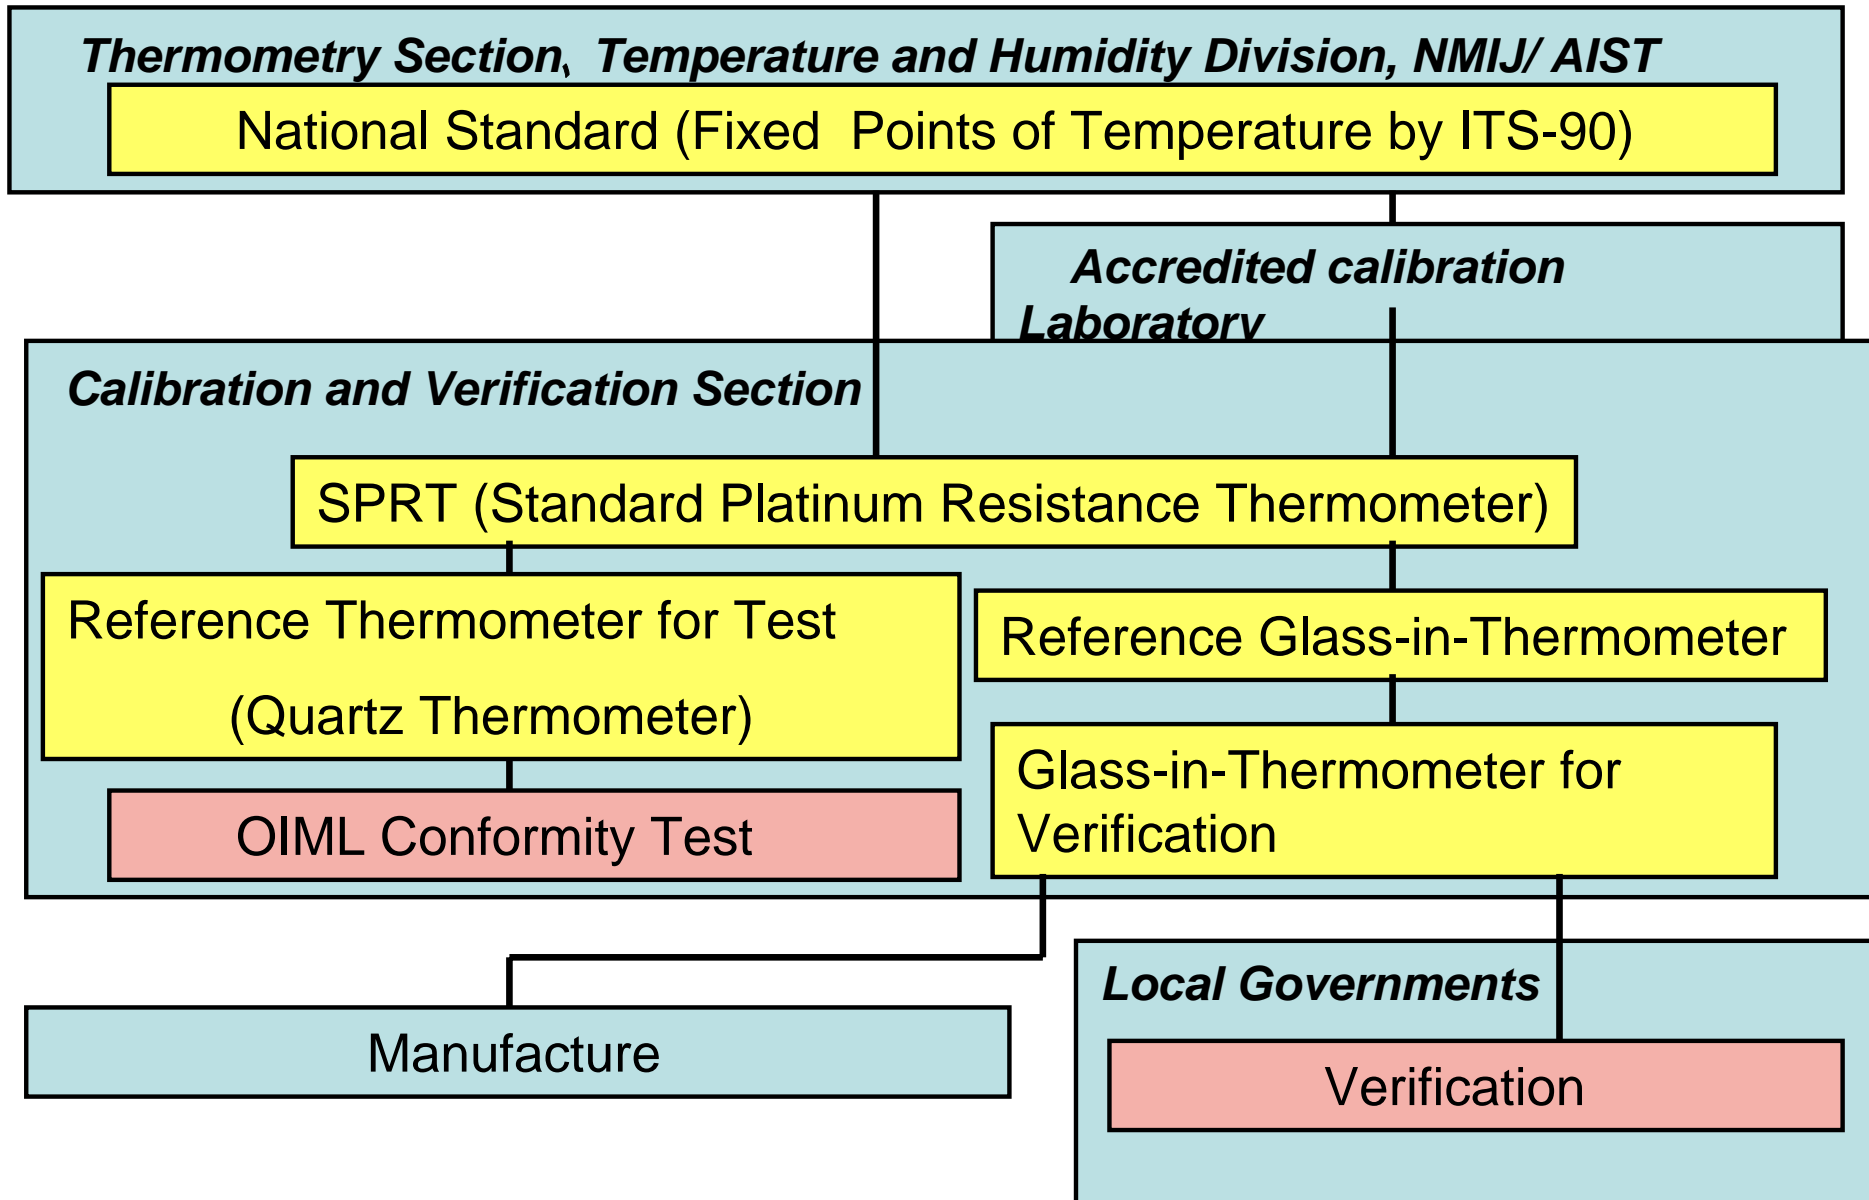 Thermometry Section、Temperature and Humidity Division, NMIJ/ AIST
National Standard (Fixed  Points of Temperature by ITS-90)
Accredited calibration
Laboratory
Calibration and Verification Section
SPRT (Standard Platinum Resistance Thermometer)
Reference Thermometer for Test
(Quartz Thermometer)
Reference Glass-in-Thermometer
OIML Conformity Test
Glass-in-Thermometer for
Verification
Manufacture
Local Governments
Verification